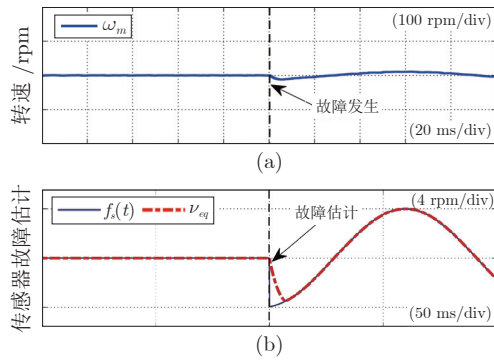 ω_m
(100 rpm/div)
转速 /rpm
故障发生
(20 ms/div)
(a)
f_s(t) ν_eq
(4 rpm/div)
传感器故障估计
故障估计
(50 ms/div)
(b)